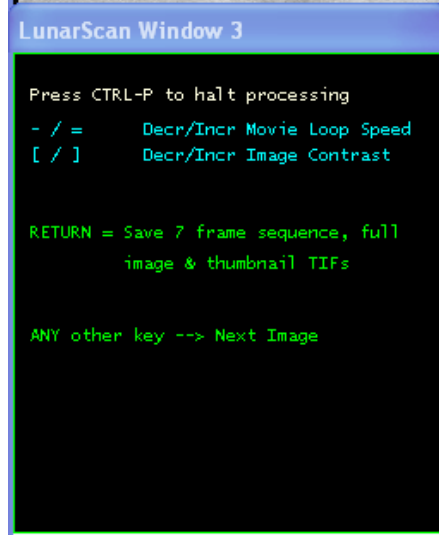 LunarScan Window 3
Press CTRL-P to halt processing
- / = Decr/Incr Movie Loop Speed
[ / ] Decr/Incr Image Contrast
RETURN = Save 7 frame sequence, full
image & thumbnail TIFs
ANY other key --> Next Image